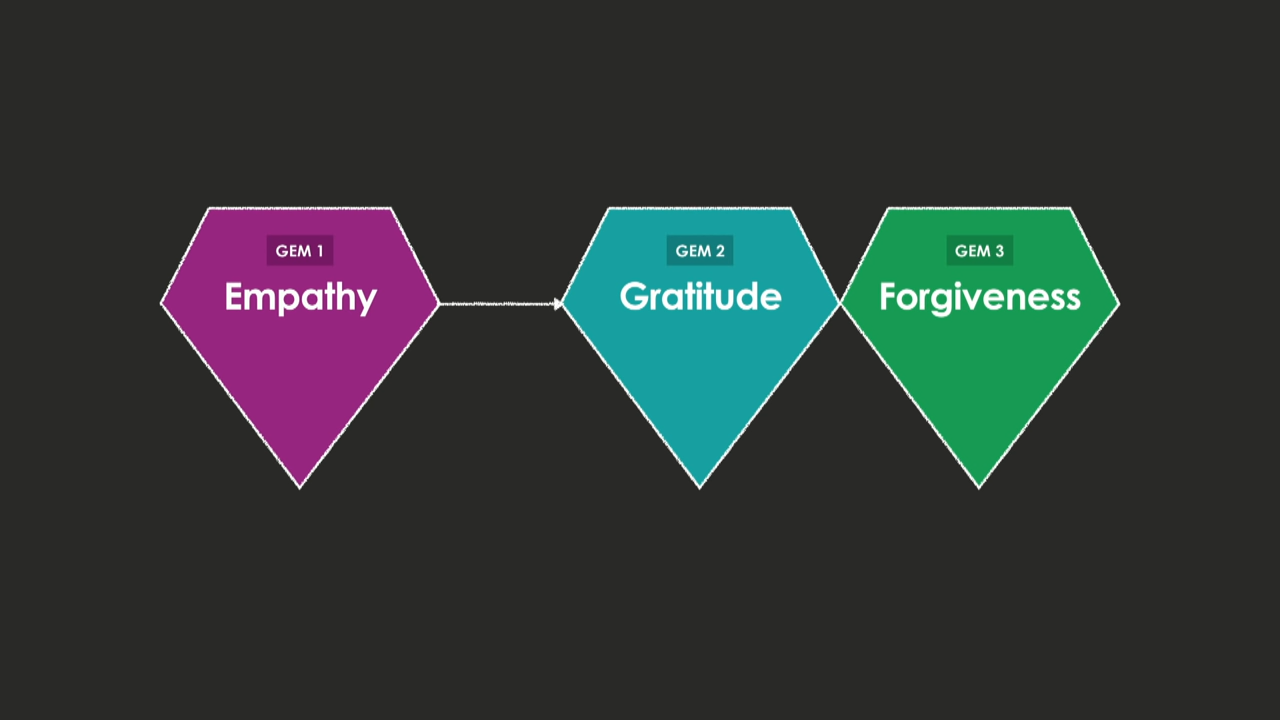 GEM 1
Empathy
GEM 2
Gratitude
GEM 3
Forgiveness